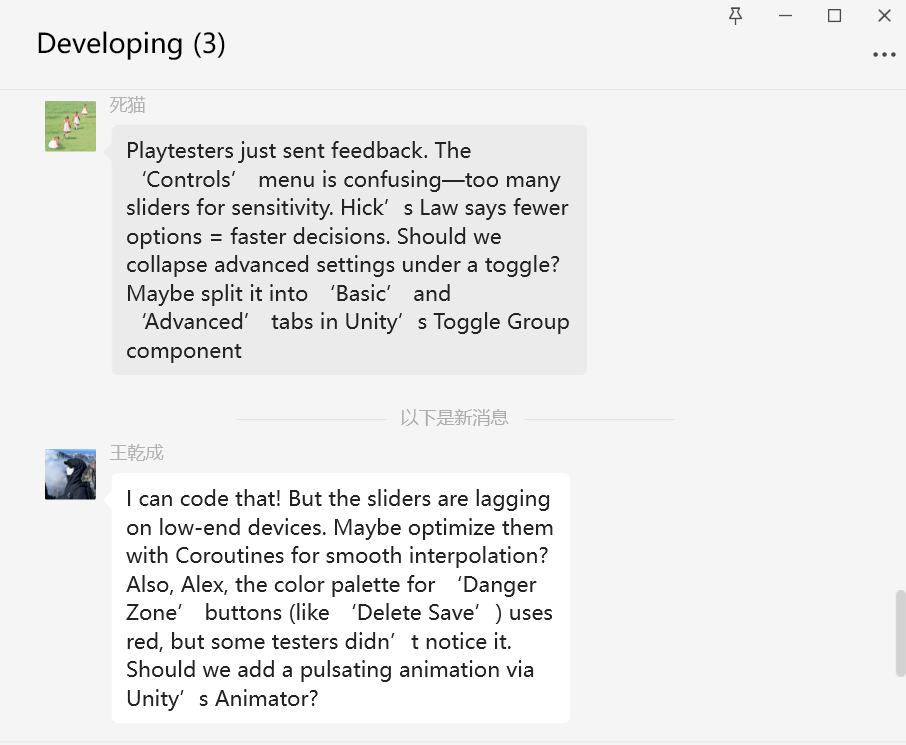 Developing (3)
死猫
Playtesters just sent feedback. The
‘Controls’ menu is confusing—too many
sliders for sensitivity. Hick’s Law says fewer
options = faster decisions. Should we
collapse advanced settings under a toggle?
Maybe split it into ‘Basic’ and
‘Advanced’ tabs in Unity’s Toggle Group
component
以下是新消息
王乾成
I can code that! But the sliders are lagging
on low-end devices. Maybe optimize them
with Coroutines for smooth interpolation?
Also, Alex, the color palette for ‘Danger
Zone’ buttons (like ‘Delete Save’) uses
red, but some testers didn’t notice it.
Should we add a pulsating animation via
Unity’s Animator?